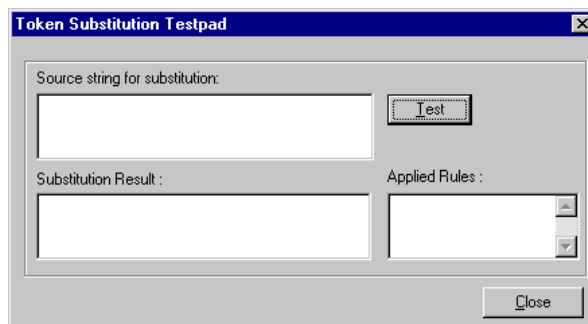 Token Substitution Testpad
Source string for substitution:
Test
Substitution Result :
Applied Rules :
Close